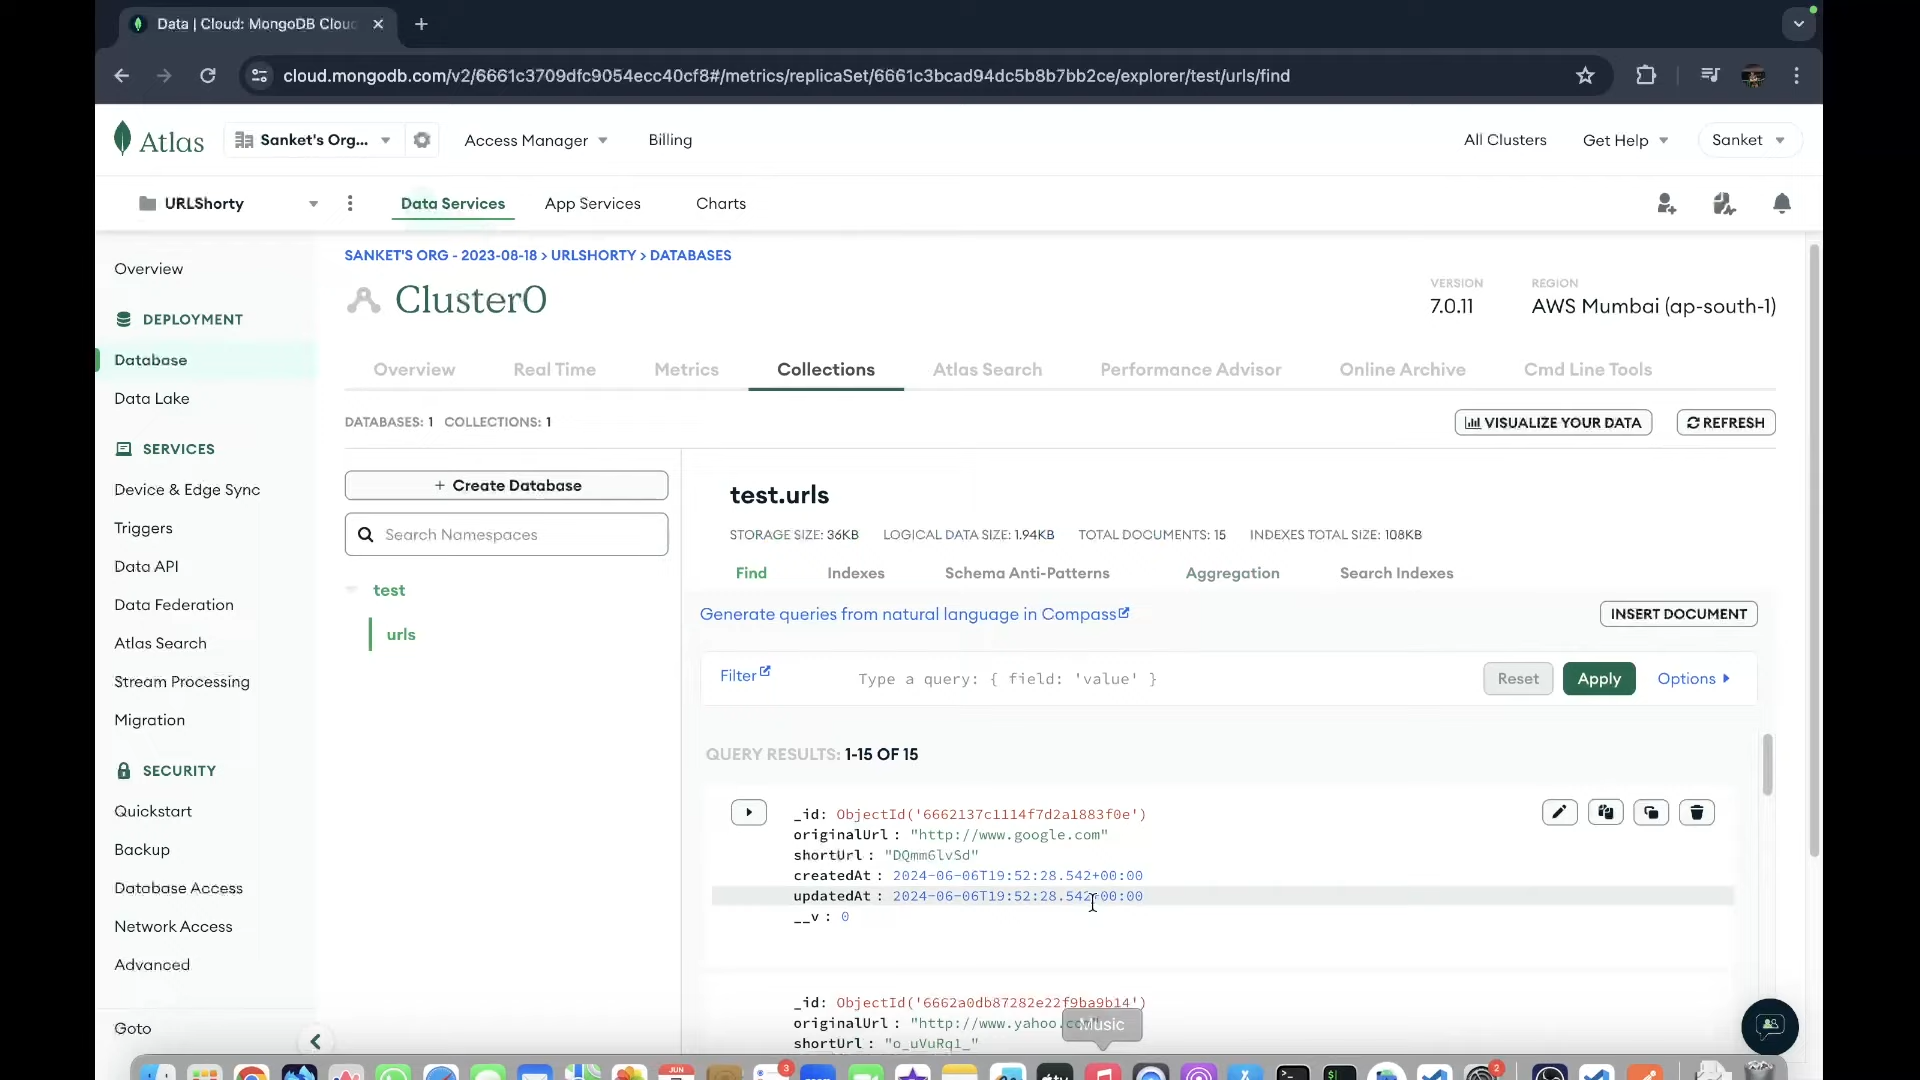 Data | Cloud: MongoDB Cloud
cloud.mongodb.com/v2/6661c3709dfc9054ecc40cf8#/metrics/replicaSet/6661c3bcad94dc5b8b7bb2ce/explorer/test/urls/find
Atlas
Sanket's Org...
Access Manager
Billing
All Clusters
Get Help
Sanket
URLShorty
Data Services
App Services
Charts
Overview
DEPLOYMENT
Database
Data Lake
SERVICES
Device & Edge Sync
Triggers
Data API
Data Federation
Atlas Search
Stream Processing
Migration
SECURITY
Quickstart
Backup
Database Access
Network Access
Advanced
Goto
SANKET'S ORG - 2023-08-18 > URLSHORTY > DATABASES
Cluster0
VERSION
7.0.11
REGION
AWS Mumbai (ap-south-1)
Overview
Real Time
Metrics
Collections
Atlas Search
Performance Advisor
Online Archive
Cmd Line Tools
DATABASES: 1 COLLECTIONS: 1
VISUALIZE YOUR DATA
REFRESH
+ Create Database
Search Namespaces
test
urls
test.urls
STORAGE SIZE: 36KB LOGICAL DATA SIZE: 1.94KB TOTAL DOCUMENTS: 15 INDEXES TOTAL SIZE: 108KB
Find
Indexes
Schema Anti-Patterns
Aggregation
Search Indexes
Generate queries from natural language in Compass
INSERT DOCUMENT
Filter
Type a query: { field: 'value' }
Reset
Apply
Options
QUERY RESULTS: 1-15 OF 15
_id: ObjectId('6662137c1114f7d2a1883f0e')
originalUrl : "http://www.google.com"
shortUrl : "DQmm6lvSd"
createdAt : 2024-06-06T19:52:28.542+00:00
updatedAt : 2024-06-06T19:52:28.542+00:00
__v : 0
_id: ObjectId('6662a0db87282e22f9ba9b14')
originalUrl : "http://www.yahoo.co
shortUrl : "o_uVuRq1_"
Music
JUN
3
2